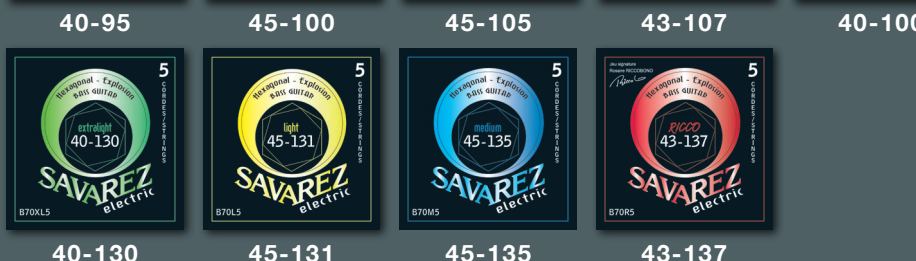 40-95
45-100
45-105
43-107
40-100
5
CORDES/STRINGS
Hexagonal - Explosion
BASS GUITAR
extralight
40-130
SAVAREZ
electric
B70XL5
5
CORDES/STRINGS
Hexagonal - Explosion
BASS GUITAR
light
45-131
SAVAREZ
electric
B70L5
5
CORDES/STRINGS
Hexagonal - Explosion
BASS GUITAR
medium
45-135
SAVAREZ
electric
B70M5
Jeu signature
Rosario RICCOBONO
5
CORDES/STRINGS
Hexagonal - Explosion
BASS GUITAR
RICCO
43-137
SAVAREZ
electric
B70R5
40-130
45-131
45-135
43-137